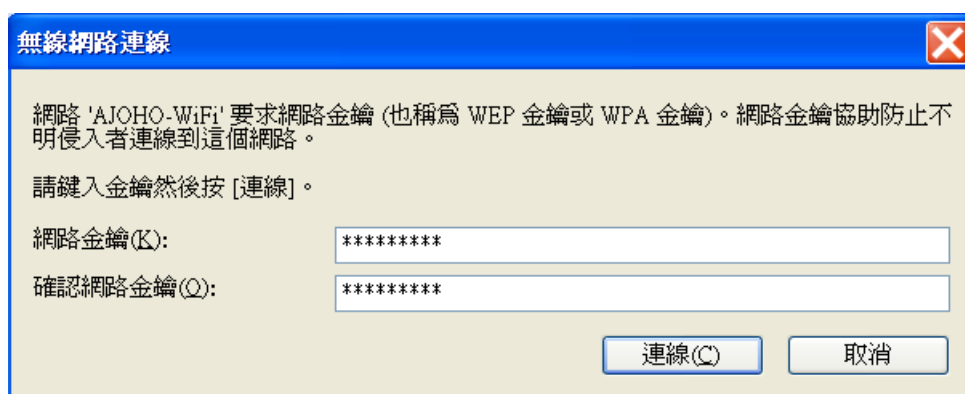 無線網路連線
網路 'AJOHO-WiFi' 要求網路金鑰 (也稱為 WEP 金鑰或 WPA 金鑰)。網路金鑰協助防止不
明侵入者連線到這個網路。
請鍵入金鑰然後按 [連線]。
網路金鑰(K): *********
確認網路金鑰(O): *********
連線(C) 取消